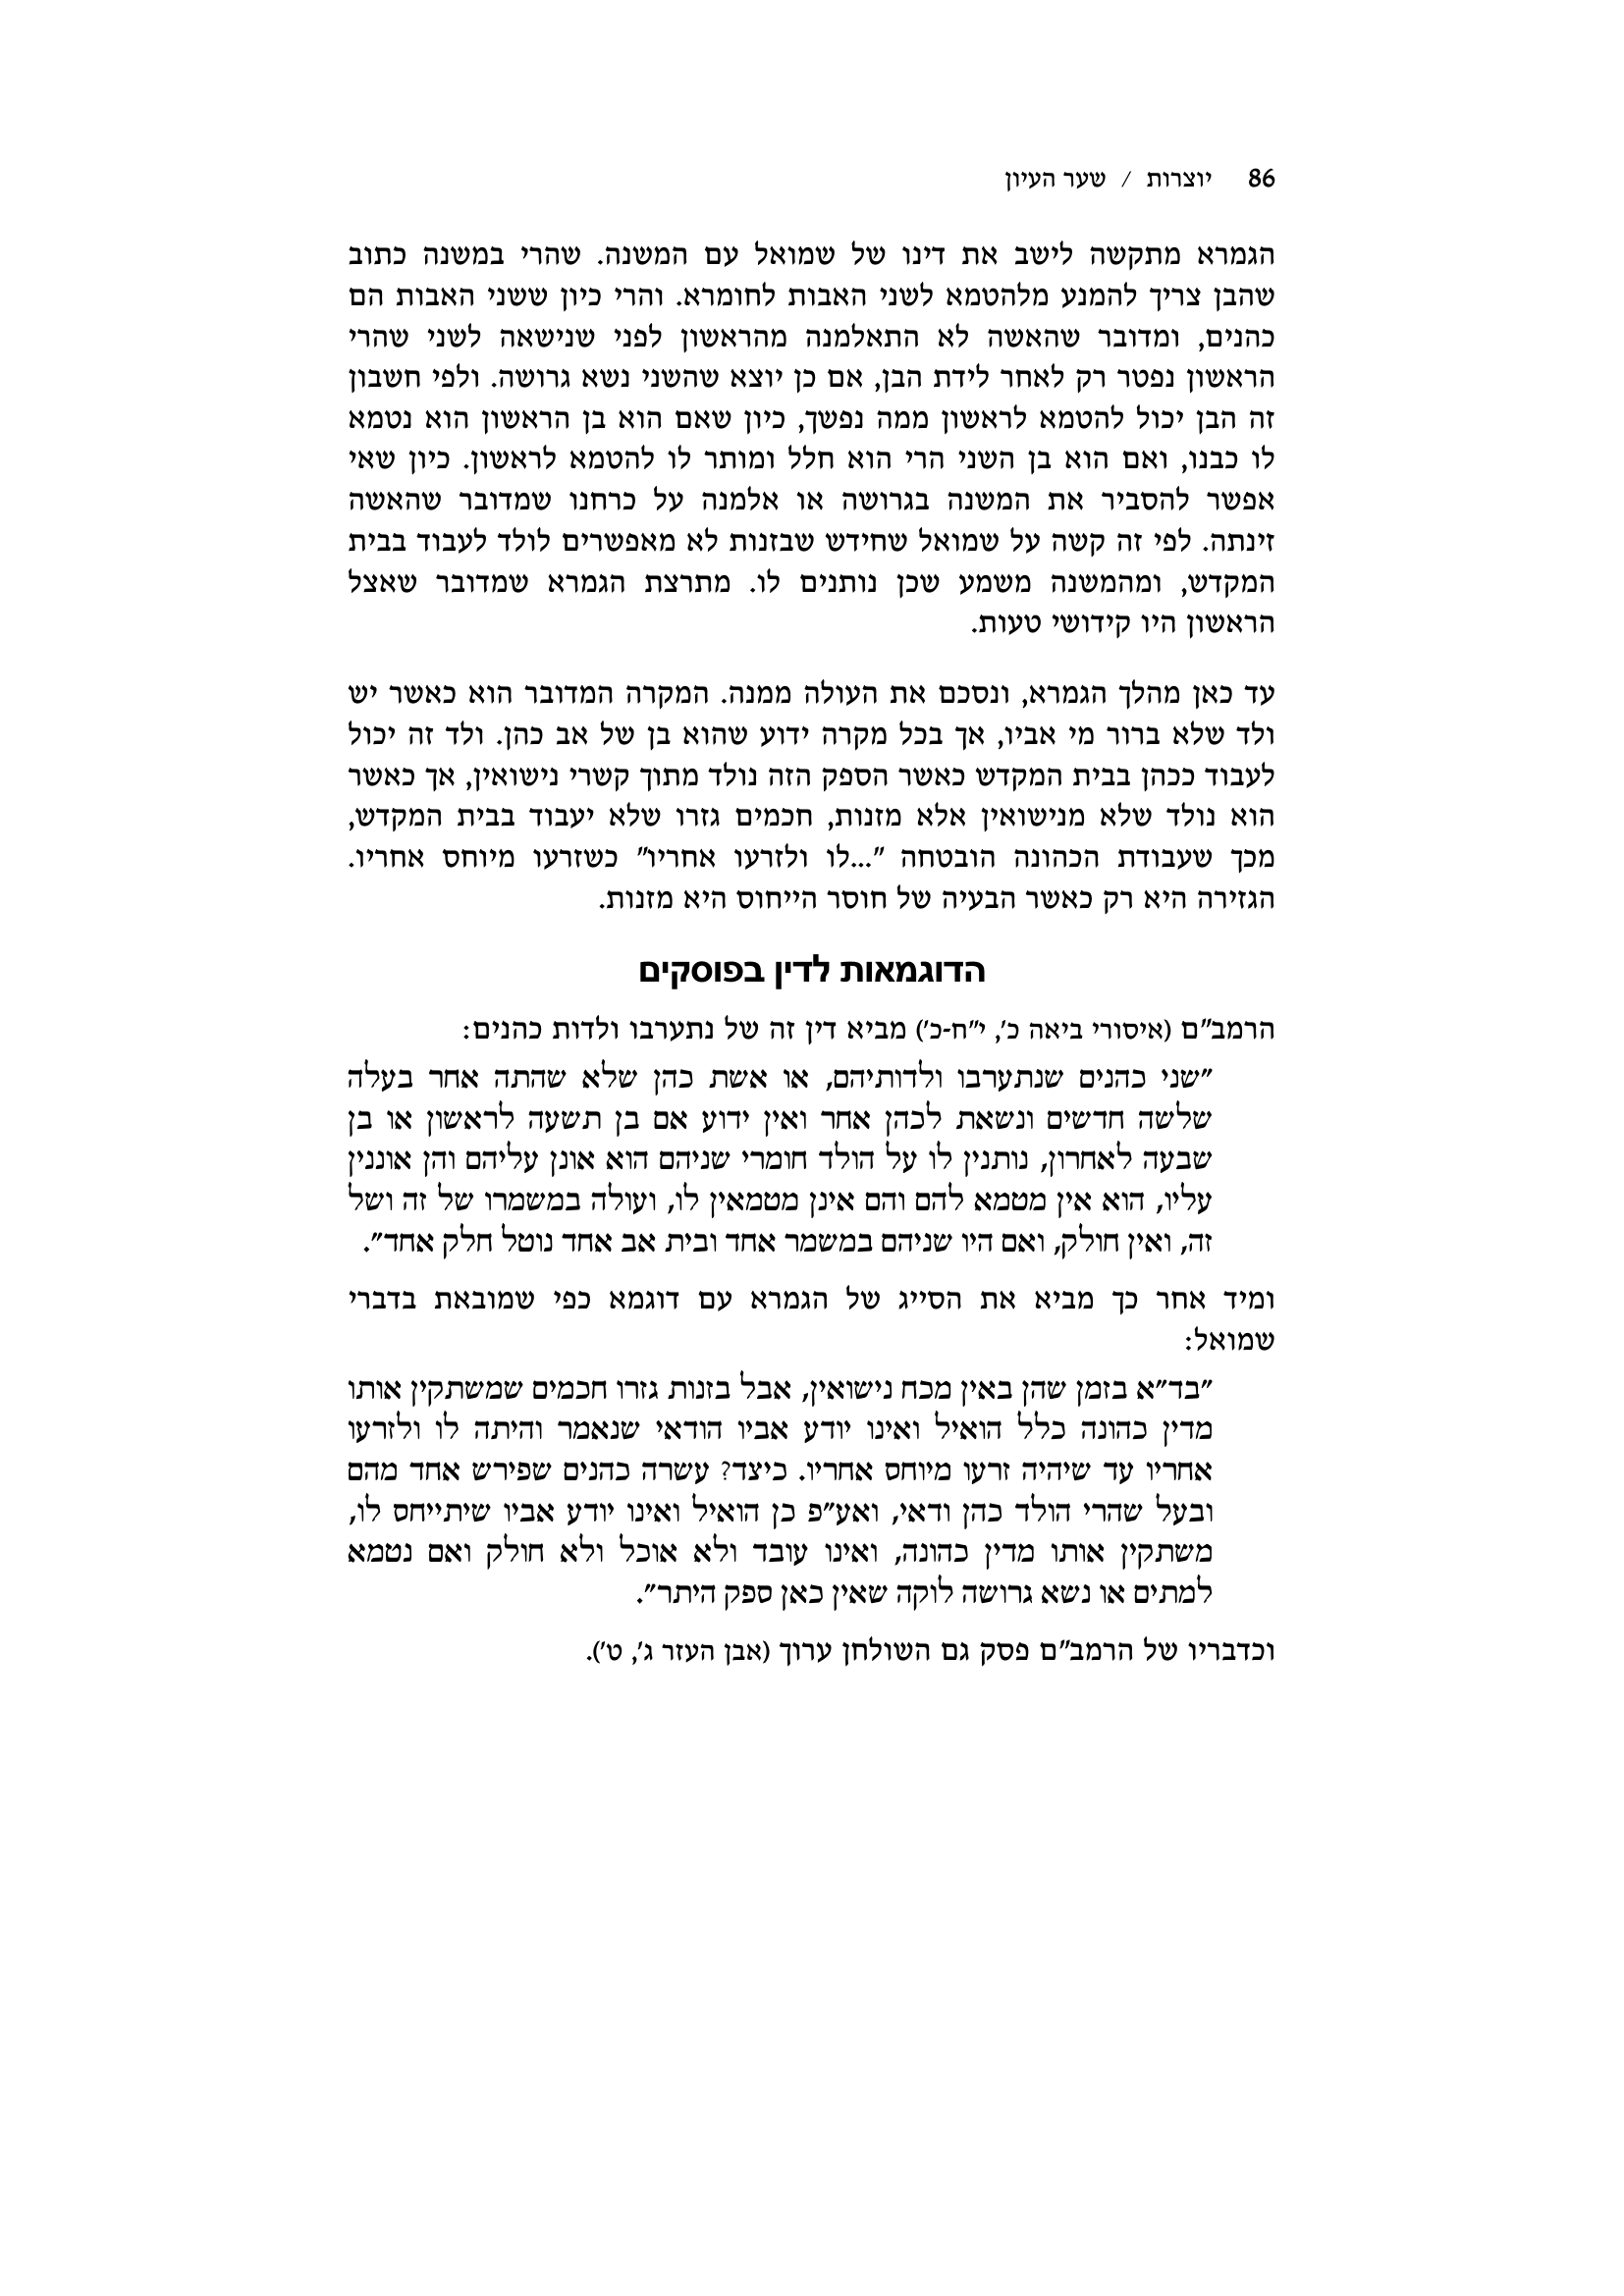 86 יוצרות / שער העיון
הגמרא מתקשה לישב את דינו של שמואל עם המשנה. שהרי במשנה כתוב
שהבן צריך להמנע מלהטמא לשני האבות לחומרא. והרי כיון ששני האבות הם
כהנים, ומדובר שהאשה לא התאלמנה מהראשון לפני שנישאה לשני שהרי
הראשון נפטר רק לאחר לידת הבן, אם כן יוצא שהשני נשא גרושה. ולפי חשבון
זה הבן יכול להטמא לראשון ממה נפשך, כיון שאם הוא בן הראשון הוא נטמא
לו כבנו, ואם הוא בן השני הרי הוא חלל ומותר לו להטמא לראשון. כיון שאי
אפשר להסביר את המשנה בגרושה או אלמנה על כרחנו שמדובר שהאשה
זינתה. לפי זה קשה על שמואל שחידש שבזנות לא מאפשרים לולד לעבוד בבית
המקדש, ומהמשנה משמע שכן נותנים לו. מתרצת הגמרא שמדובר שאצל
הראשון היו קידושי טעות.
עד כאן מהלך הגמרא, ונסכם את העולה ממנה. המקרה המדובר הוא כאשר יש
ולד שלא ברור מי אביו, אך בכל מקרה ידוע שהוא בן של אב כהן. ולד זה יכול
לעבוד ככהן בבית המקדש כאשר הספק הזה נולד מתוך קשרי נישואין, אך כאשר
הוא נולד שלא מנישואין אלא מזנות, חכמים גזרו שלא יעבוד בבית המקדש,
מכך שעבודת הכהונה הובטחה "...לו ולזרעו אחריו" כשזרעו מיוחס אחריו.
הגזירה היא רק כאשר הבעיה של חוסר הייחוס היא מזנות.
הדוגמאות לדין בפוסקים
הרמב"ם (איסורי ביאה כ', י"ח-כ') מביא דין זה של נתערבו ולדות כהנים:
"שני כהנים שנתערבו ולדותיהם, או אשת כהן שלא שהתה אחר בעלה
שלשה חדשים ונשאת לכהן אחר ואין ידוע אם בן תשעה לראשון או בן
שבעה לאחרון, נותנין לו על הולד חומרי שניהם הוא אונן עליהם והן אוננין
עליו, הוא אין מטמא להם והם אינן מטמאין לו, ועולה במשמרו של זה ושל
זה, ואין חולק, ואם היו שניהם במשמר אחד ובית אב אחד נוטל חלק אחד".
ומיד אחר כך מביא את הסייג של הגמרא עם דוגמא כפי שמובאת בדברי
שמואל:
"בד"א בזמן שהן באין מכח נישואין, אבל בזנות גזרו חכמים שמשתקין אותו
מדין כהונה כלל הואיל ואינו יודע אביו הודאי שנאמר והיתה לו ולזרעו
אחריו עד שיהיה זרעו מיוחס אחריו. כיצד? עשרה כהנים שפירש אחד מהם
ובעל שהרי הולד כהן ודאי, ואע"פ כן הואיל ואינו יודע אביו שיתייחס לו,
משתקין אותו מדין כהונה, ואינו עובד ולא אוכל ולא חולק ואם נטמא
למתים או נשא גרושה לוקה שאין כאן ספק היתר".
וכדבריו של הרמב"ם פסק גם השולחן ערוך (אבן העזר ג', ט').